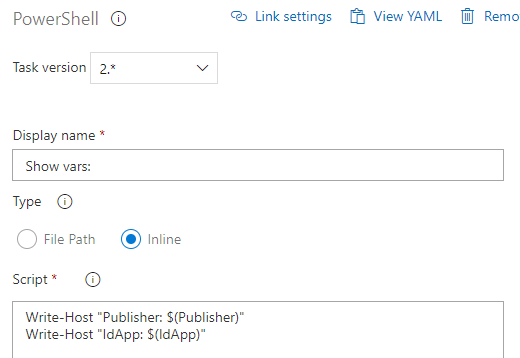 PowerShell
Link settings View YAML Remo
Task version 2.*
Display name *
Show vars:
Type
File Path Inline
Script *
Write-Host "Publisher: $(Publisher)"
Write-Host "IdApp: $(IdApp)"